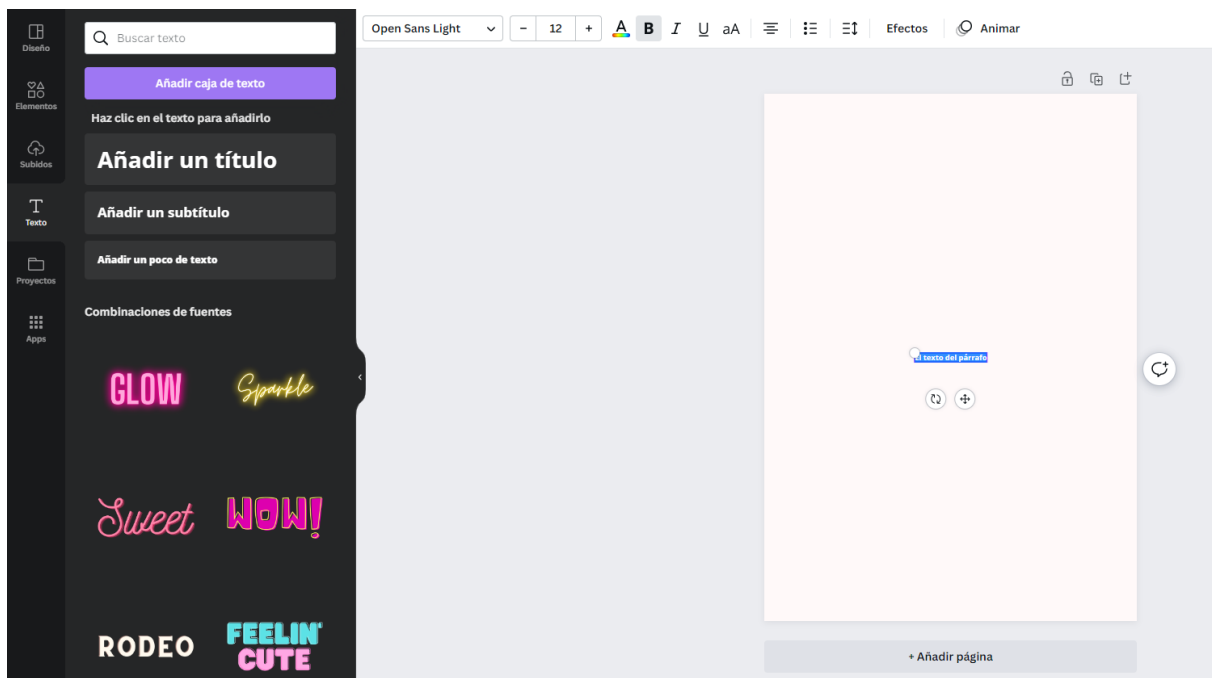 Diseño
Elementos
Subidos
Texto
Proyectos
Apps
Buscar texto
Añadir caja de texto
Haz clic en el texto para añadirlo
Añadir un título
Añadir un subtítulo
Añadir un poco de texto
Combinaciones de fuentes
GLOW
Sparkle
Sweet
WOW!
RODEO
FEELIN'
CUTE
Open Sans Light
- 12 +
A B I U aA
Efectos
Animar
texto del párrafo
+ Añadir página